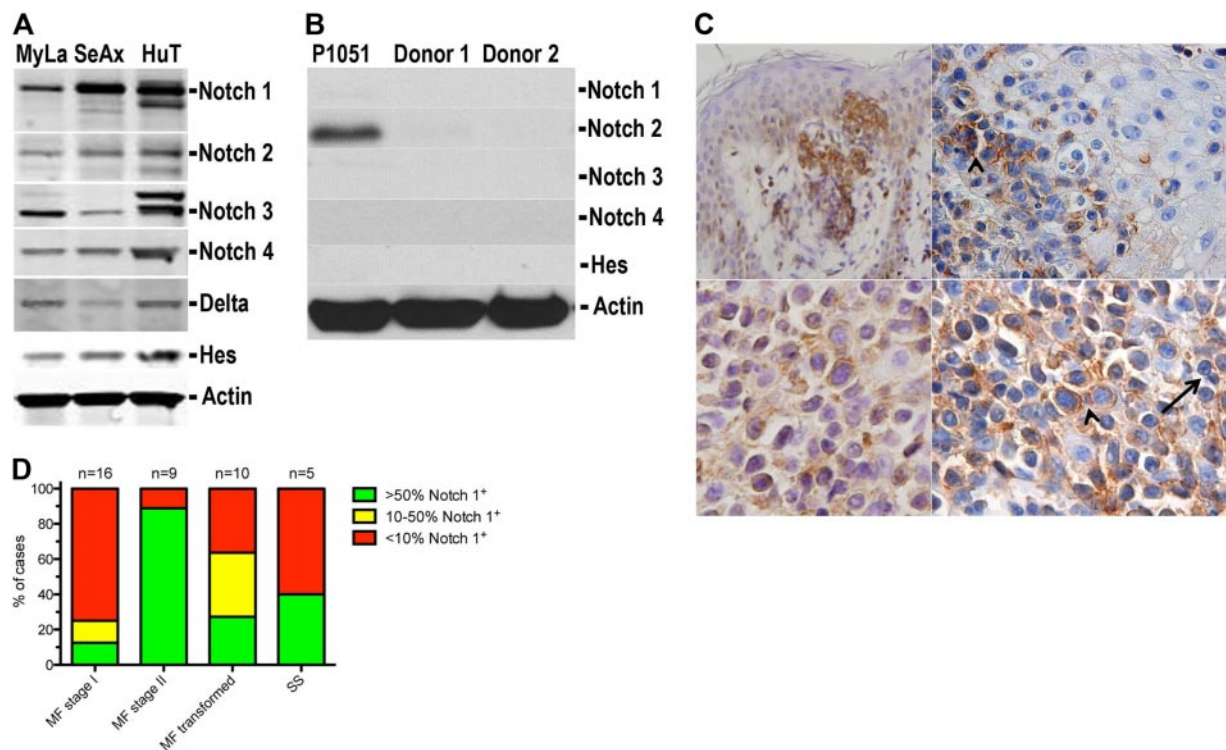 A
MyLa SeAx HuT
-Notch 1
-Notch 2
-Notch 3
-Notch 4
-Delta
-Hes
-Actin
B
P1051 Donor 1 Donor 2
-Notch 1
-Notch 2
-Notch 3
-Notch 4
-Hes
- Actin
C
D
n=16 n=9 n=10 n=5
100
80
60
40
20
0
% of cases
MF stage I
MF stage II
MF transformed
SS
>50% Notch 1⁺
10-50% Notch 1⁺
<10% Notch 1⁺